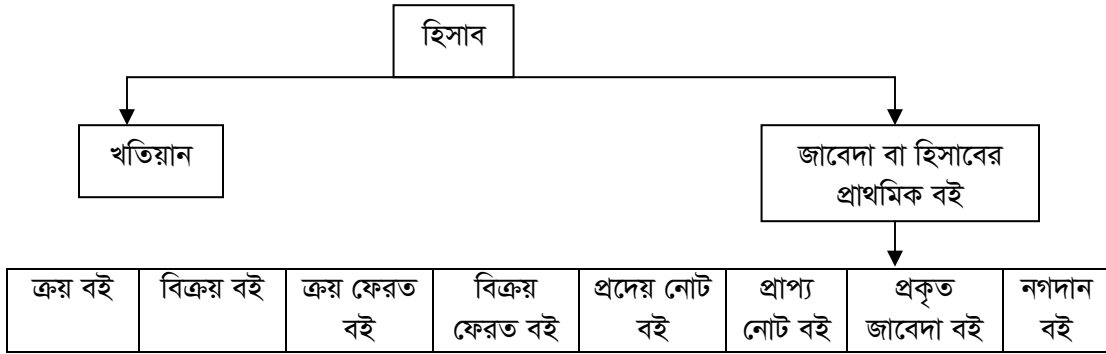 হিসাব
খতিয়ান
জাবেদা বা হিসাবের
প্রাথমিক বই
ক্রয় বই
বিক্রয় বই
ক্রয় ফেরত
বই
বিক্রয়
ফেরত বই
প্রদেয় নোট
বই
প্রাপ্য
নোট বই
প্রকৃত
জাবেদা বই
নগদান
বই